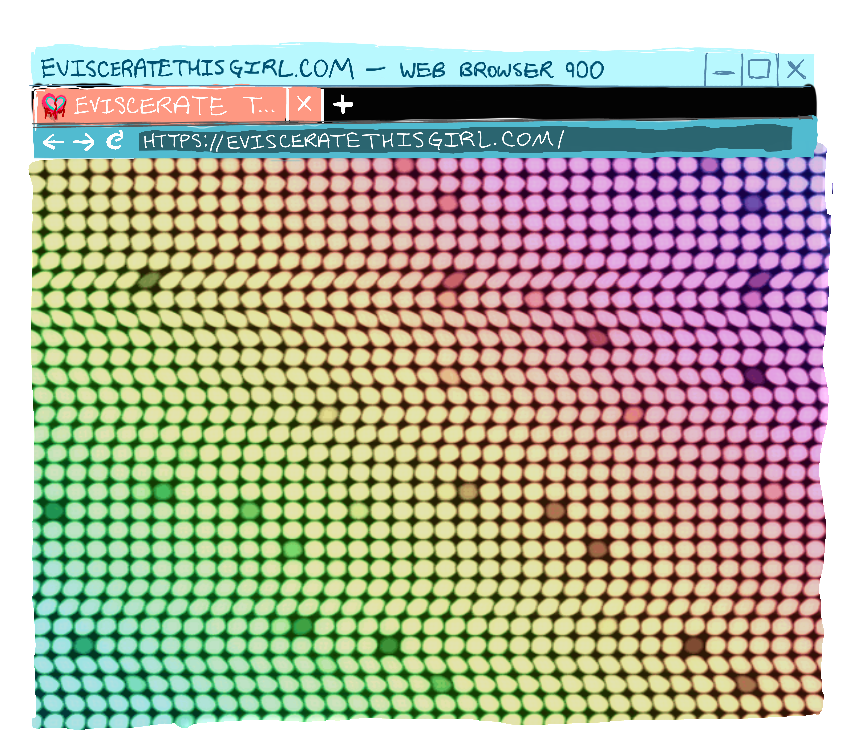 EVISCERATETHISGIRL.COM — WEB BROWSER 900
EVISCERATE T...
HTTPS://EVISCERATETHISGIRL.COM/